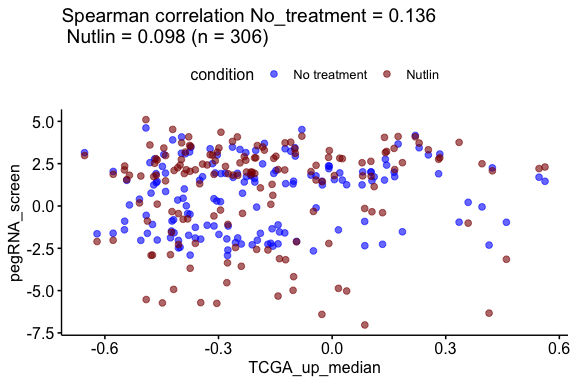 Spearman correlation No_treatment = 0.136
Nutlin = 0.098 (n = 306)
condition No treatment Nutlin
5.0
2.5
0.0
-2.5
-5.0
-7.5
pegRNA_screen
-0.6 -0.3 0.0 0.3 0.6
TCGA_up_median